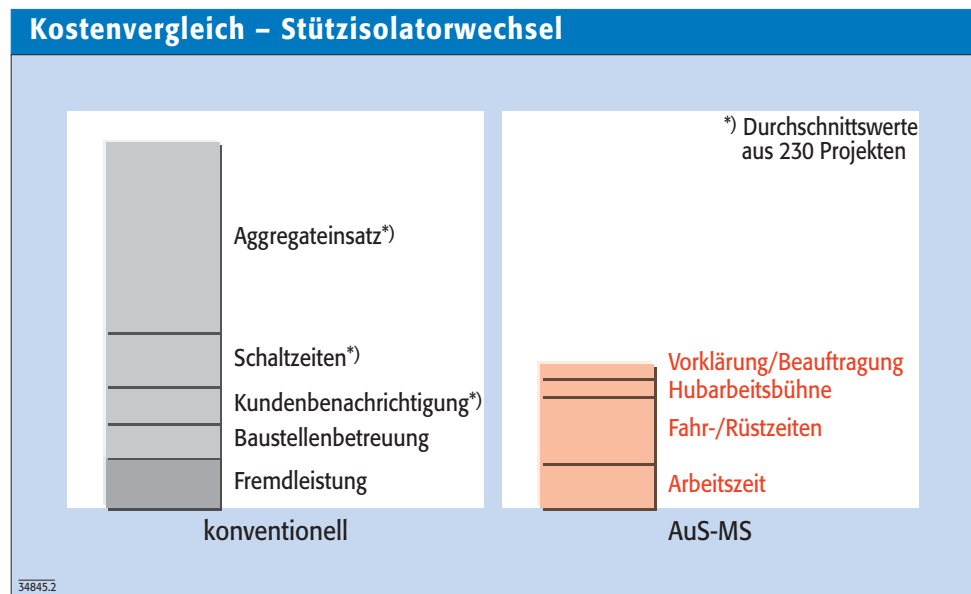 Kostenvergleich – Stützisolatorwechsel
*) Durchschnittswerte
aus 230 Projekten
Aggregateinsatz*)
Schaltzeiten*)
Kundenbenachrichtigung*)
Baustellenbetreuung
Fremdleistung
konventionell
Vorklärung/Beauftragung
Hubarbeitsbühne
Fahr-/Rüstzeiten
Arbeitszeit
AuS-MS
34845.2